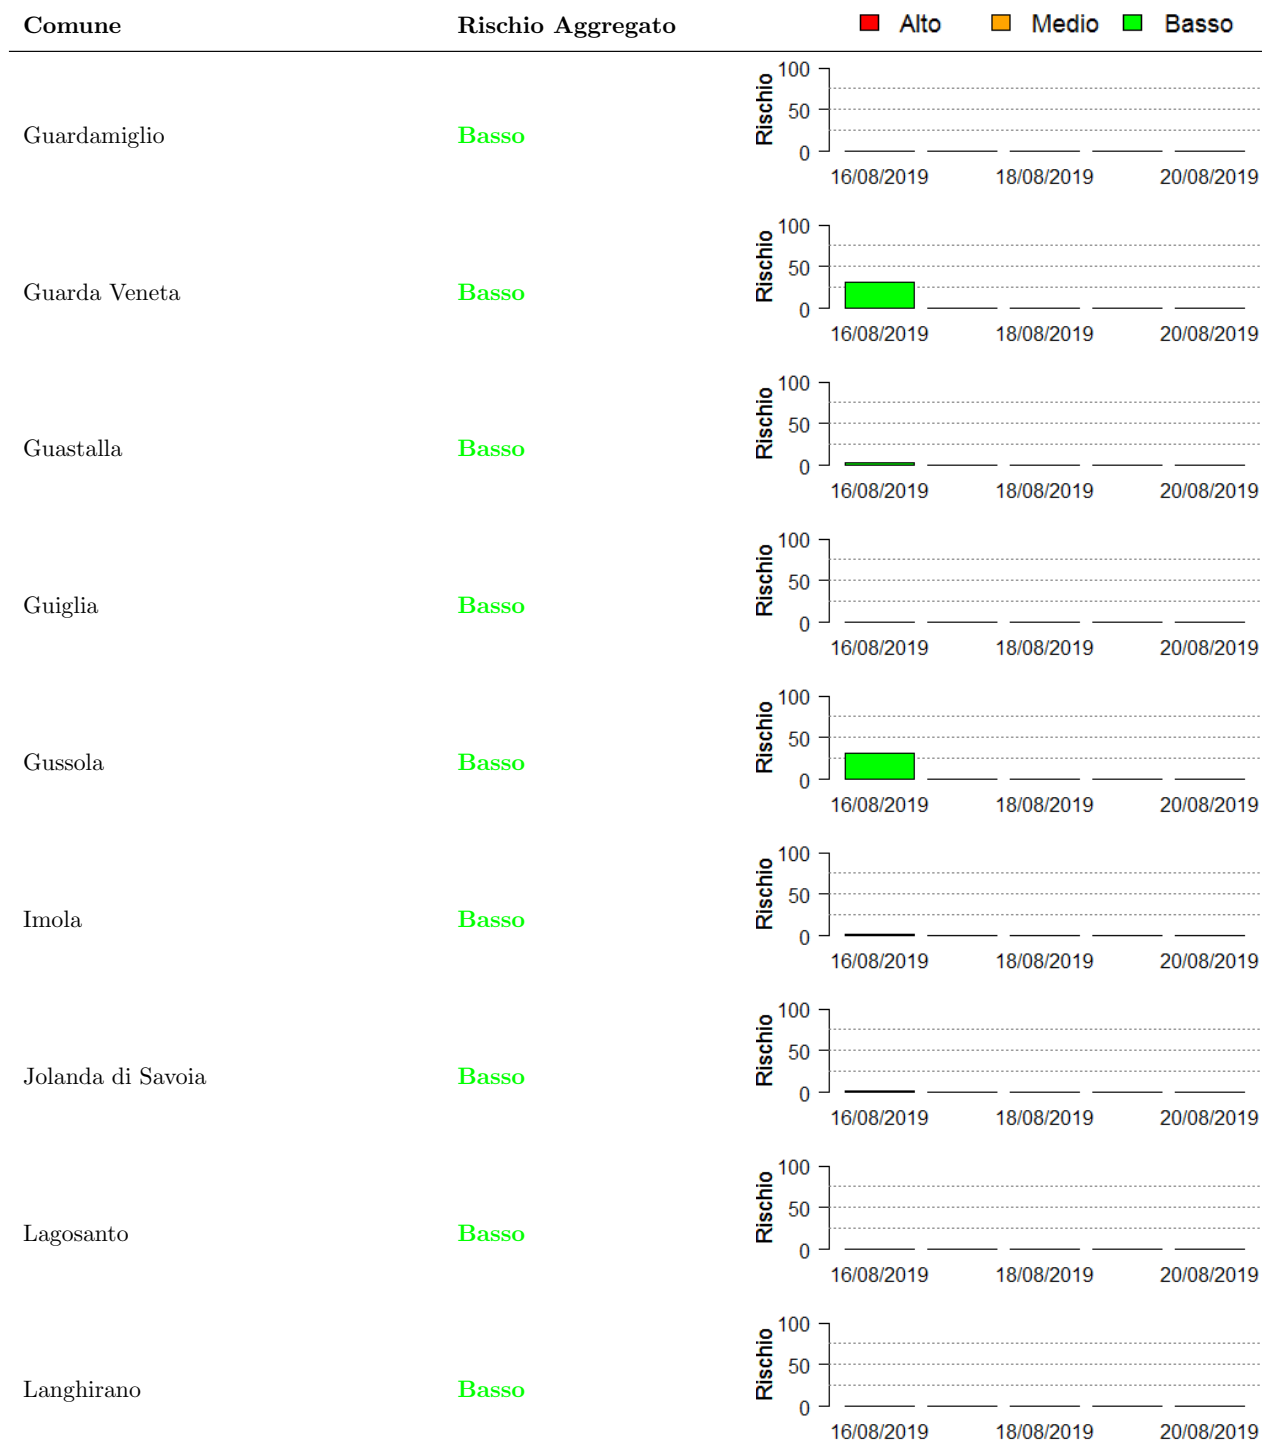 Comune Rischio Aggregato Alto Medio Basso
Guardamiglio Basso
Rischio
100
50
0
16/08/2019 18/08/2019 20/08/2019
Guarda Veneta Basso
Rischio
100
50
0
16/08/2019 18/08/2019 20/08/2019
Guastalla Basso
Rischio
100
50
0
16/08/2019 18/08/2019 20/08/2019
Guiglia Basso
Rischio
100
50
0
16/08/2019 18/08/2019 20/08/2019
Gussola Basso
Rischio
100
50
0
16/08/2019 18/08/2019 20/08/2019
Imola Basso
Rischio
100
50
0
16/08/2019 18/08/2019 20/08/2019
Jolanda di Savoia Basso
Rischio
100
50
0
16/08/2019 18/08/2019 20/08/2019
Lagosanto Basso
Rischio
100
50
0
16/08/2019 18/08/2019 20/08/2019
Langhirano Basso
Rischio
100
50
0
16/08/2019 18/08/2019 20/08/2019